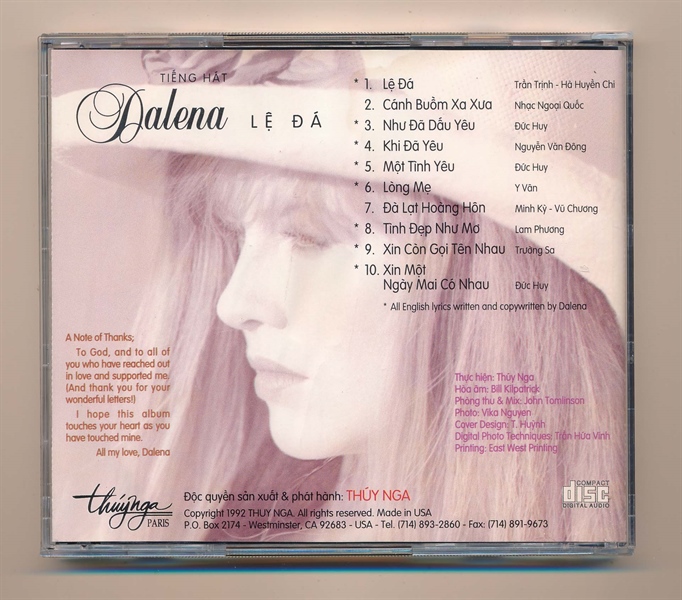 TIẾNG HÁT
Dalena LỆ ĐÁ
* 1. Lệ Đá Trần Trịnh - Hà Huyền Chi
2. Cánh Buồm Xa Xưa Nhạc Ngoại Quốc
* 3. Như Đã Dấu Yêu Đức Huy
* 4. Khi Đã Yêu Nguyễn Văn Đông
* 5. Một Tình Yêu Đức Huy
* 6. Lòng Mẹ Y Vân
7. Đà Lạt Hoàng Hôn Minh Kỳ - Vũ Chương
* 8. Tình Đẹp Như Mơ Lam Phương
* 9. Xin Còn Gọi Tên Nhau Trường Sa
* 10. Xin Một
Ngày Mai Có Nhau Đức Huy
* All English lyrics written and copywritten by Dalena
A Note of Thanks;
To God, and to all of
you who have reached out
in love and supported me.
(And thank you for your
wonderful letters!)
I hope this album
touches your heart as you
have touched mine.
All my love, Dalena
Thực hiện: Thúy Nga
Hòa âm: Bill Kilpatrick
Phòng thu & Mix: John Tomlinson
Photo: Vika Nguyen
Cover Design: T. Huỳnh
Digital Photo Techniques: Trần Hữu Vinh
Printing: East West Printing
thúy nga
PARIS
Độc quyền sản xuất & phát hành: THÚY NGA
Copyright 1992 THUY NGA. All rights reserved. Made in USA
P.O. Box 2174 - Westminster, CA 92683 - USA - Tel. (714) 893-2860 - Fax: (714) 891-9673
COMPACT
disc
DIGITAL AUDIO